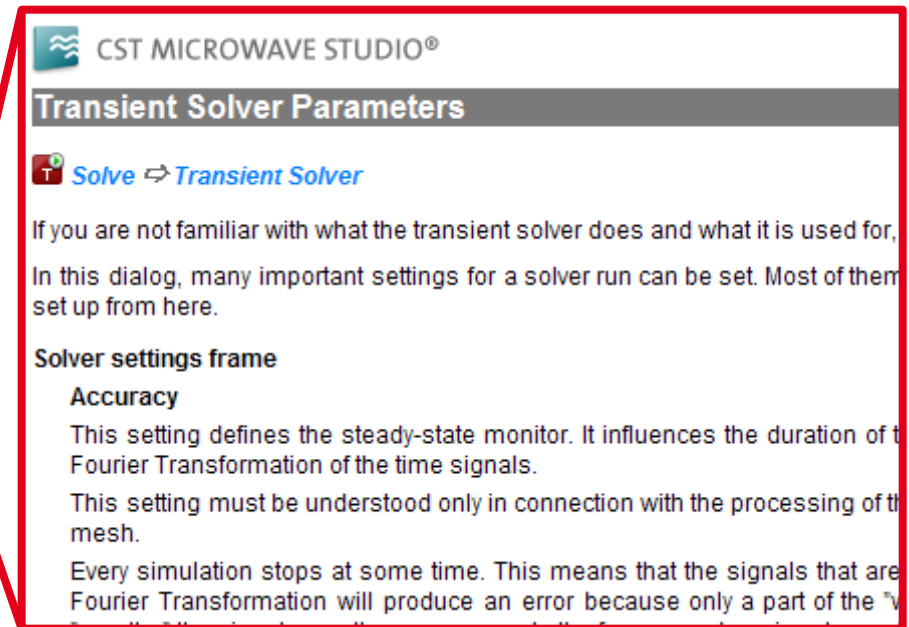 CST MICROWAVE STUDIO®
Transient Solver Parameters
T Solve ⇨ Transient Solver
If you are not familiar with what the transient solver does and what it is used for,
In this dialog, many important settings for a solver run can be set. Most of them
set up from here.
Solver settings frame
Accuracy
This setting defines the steady-state monitor. It influences the duration of t
Fourier Transformation of the time signals.
This setting must be understood only in connection with the processing of th
mesh.
Every simulation stops at some time. This means that the signals that are
Fourier Transformation will produce an error because only a part of the "v